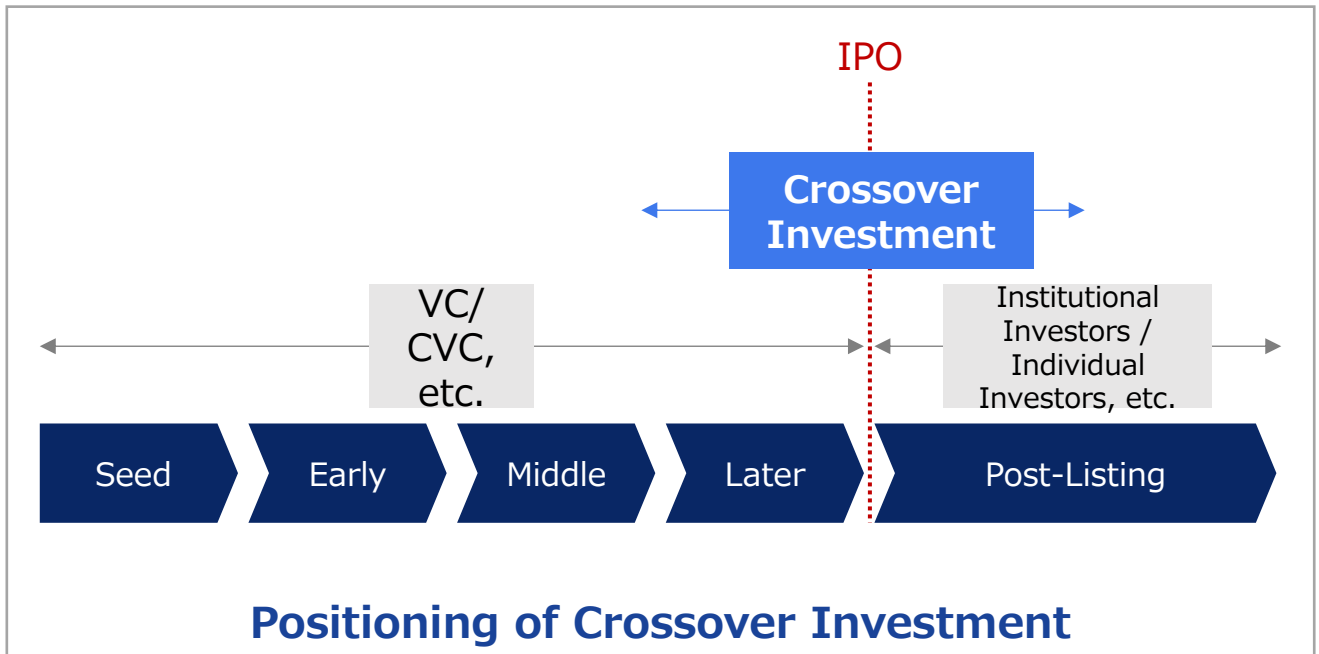 IPO
Crossover
Investment
VC/
CVC,
etc.
Institutional
Investors /
Individual
Investors, etc.
Seed
Early
Middle
Later
Post-Listing
Positioning of Crossover Investment